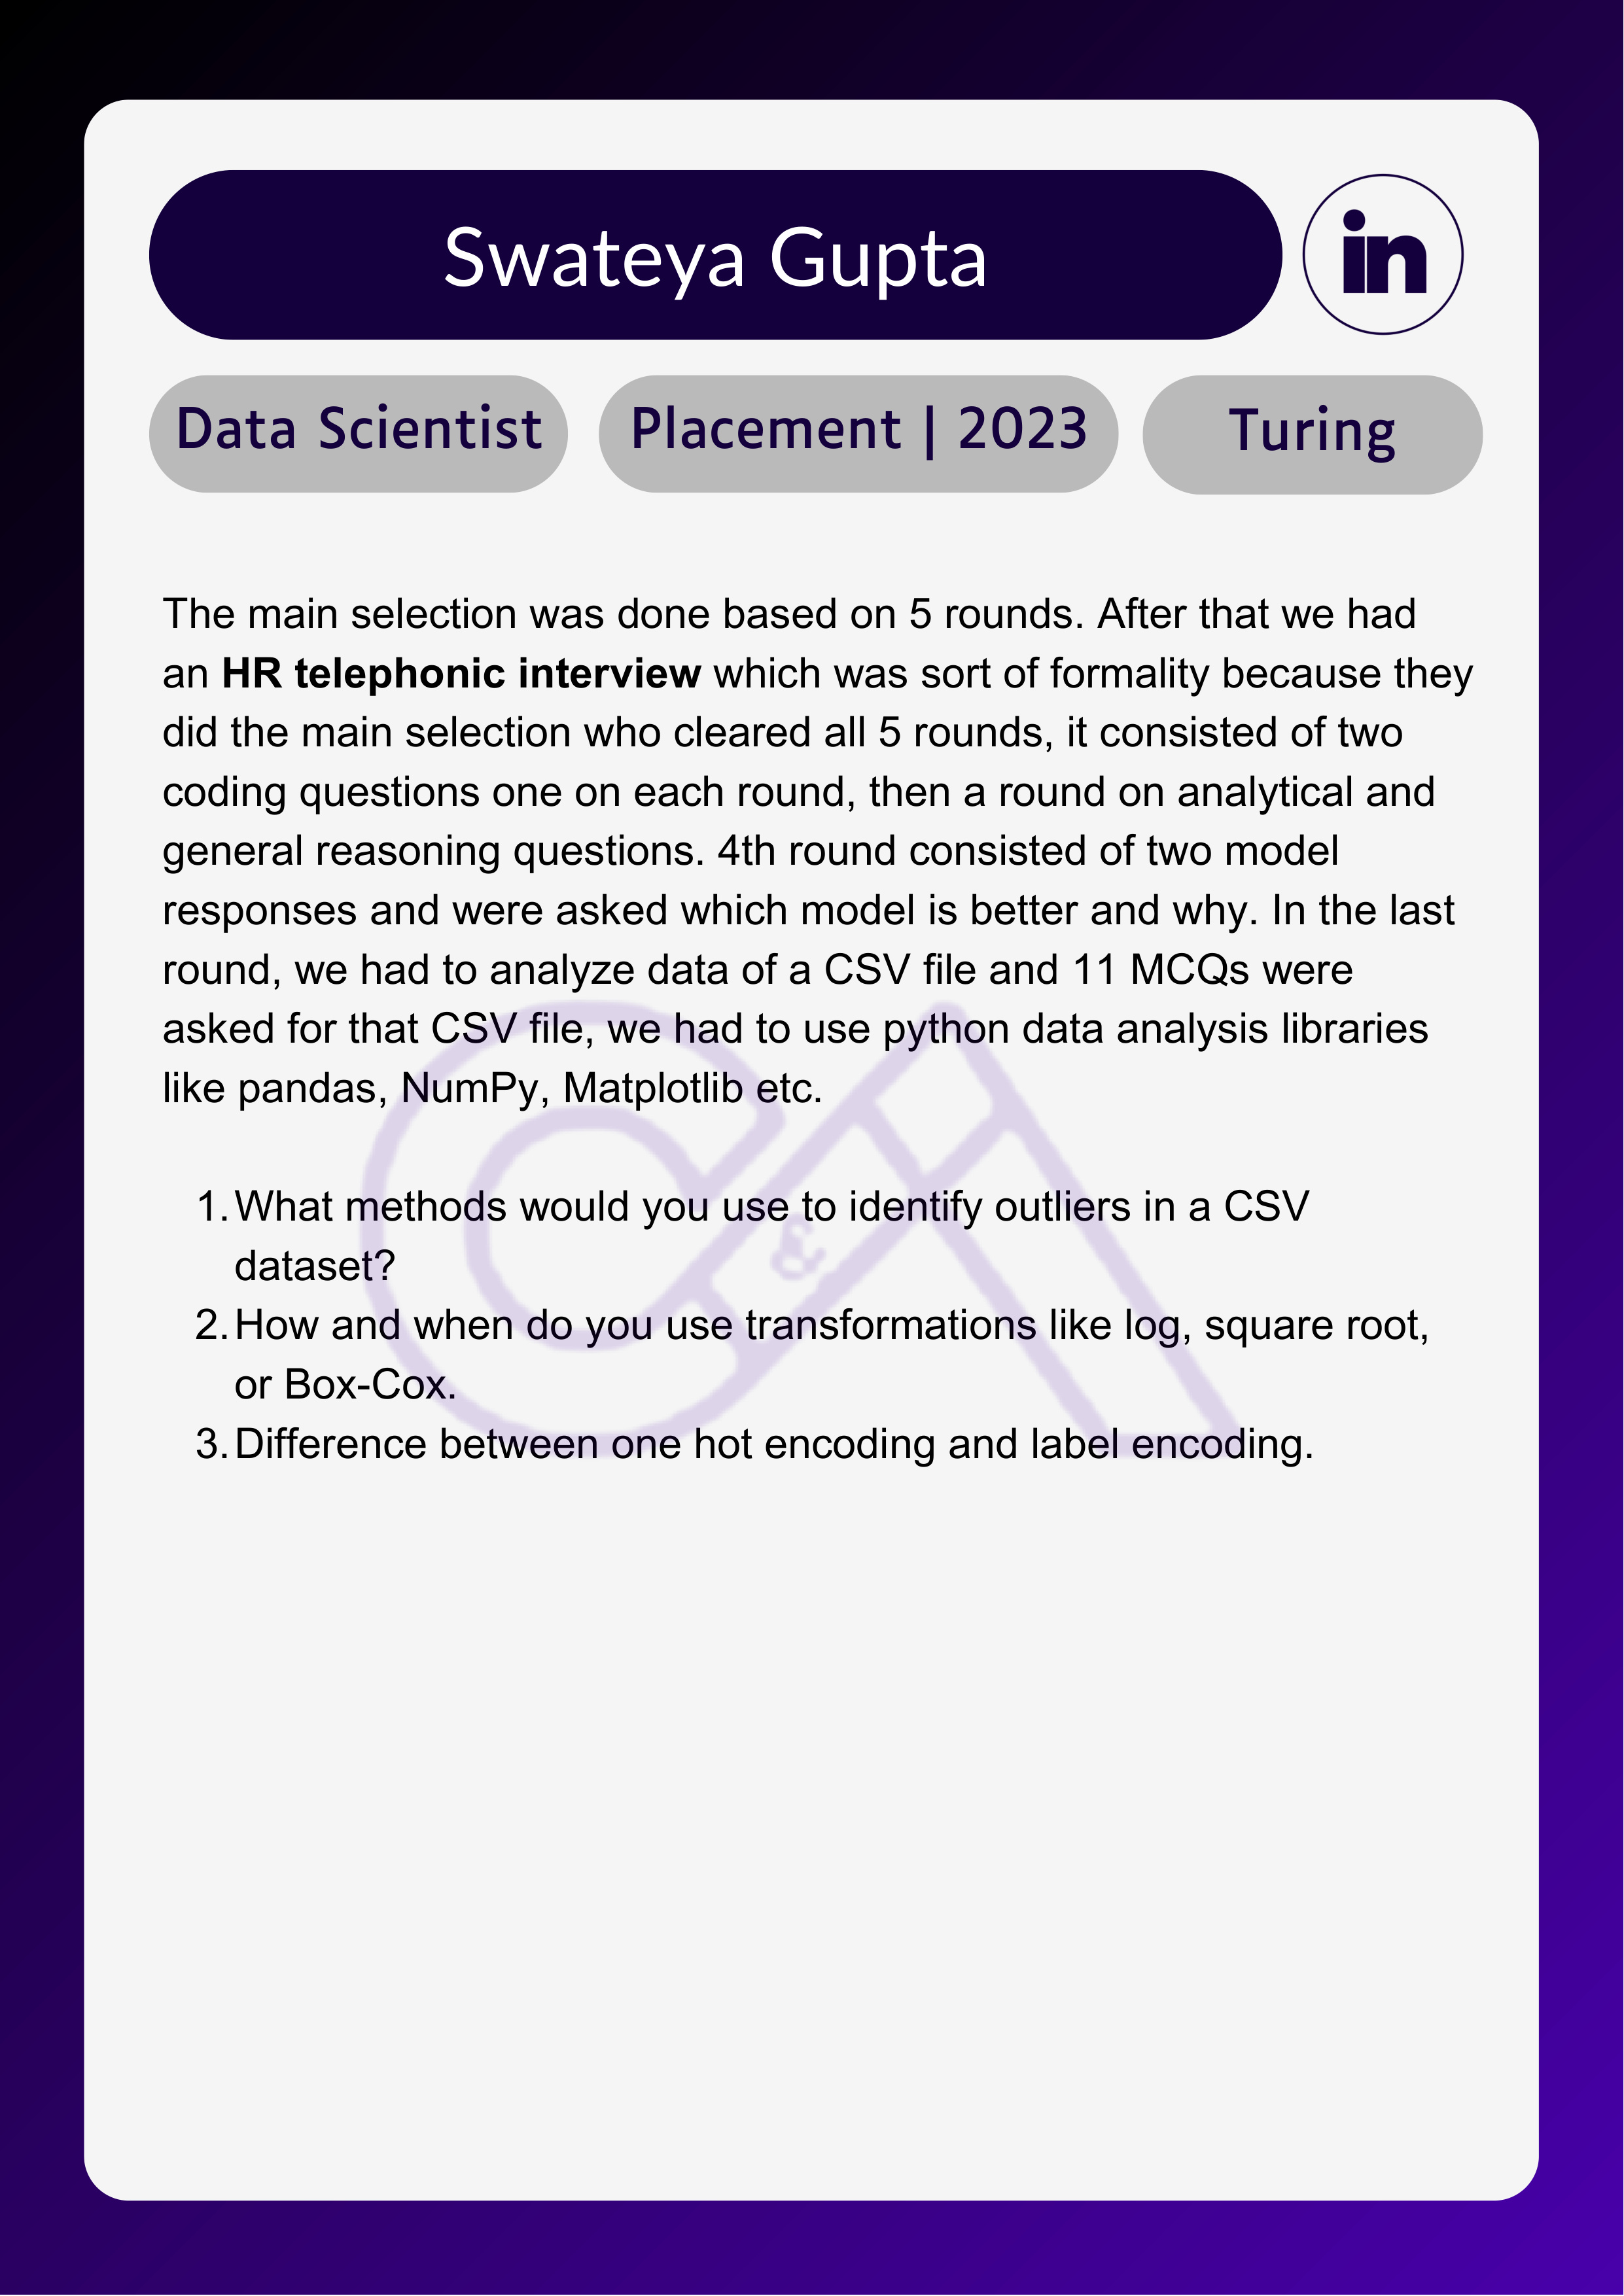 Swateya Gupta
in
Data Scientist
Placement | 2023
Turing
The main selection was done based on 5 rounds. After that we had
an HR telephonic interview which was sort of formality because they
did the main selection who cleared all 5 rounds, it consisted of two
coding questions one on each round, then a round on analytical and
general reasoning questions. 4th round consisted of two model
responses and were asked which model is better and why. In the last
round, we had to analyze data of a CSV file and 11 MCQs were
asked for that CSV file, we had to use python data analysis libraries
like pandas, NumPy, Matplotlib etc.
1. What methods would you use to identify outliers in a CSV
dataset?
2. How and when do you use transformations like log, square root,
or Box-Cox.
3. Difference between one hot encoding and label encoding.
&